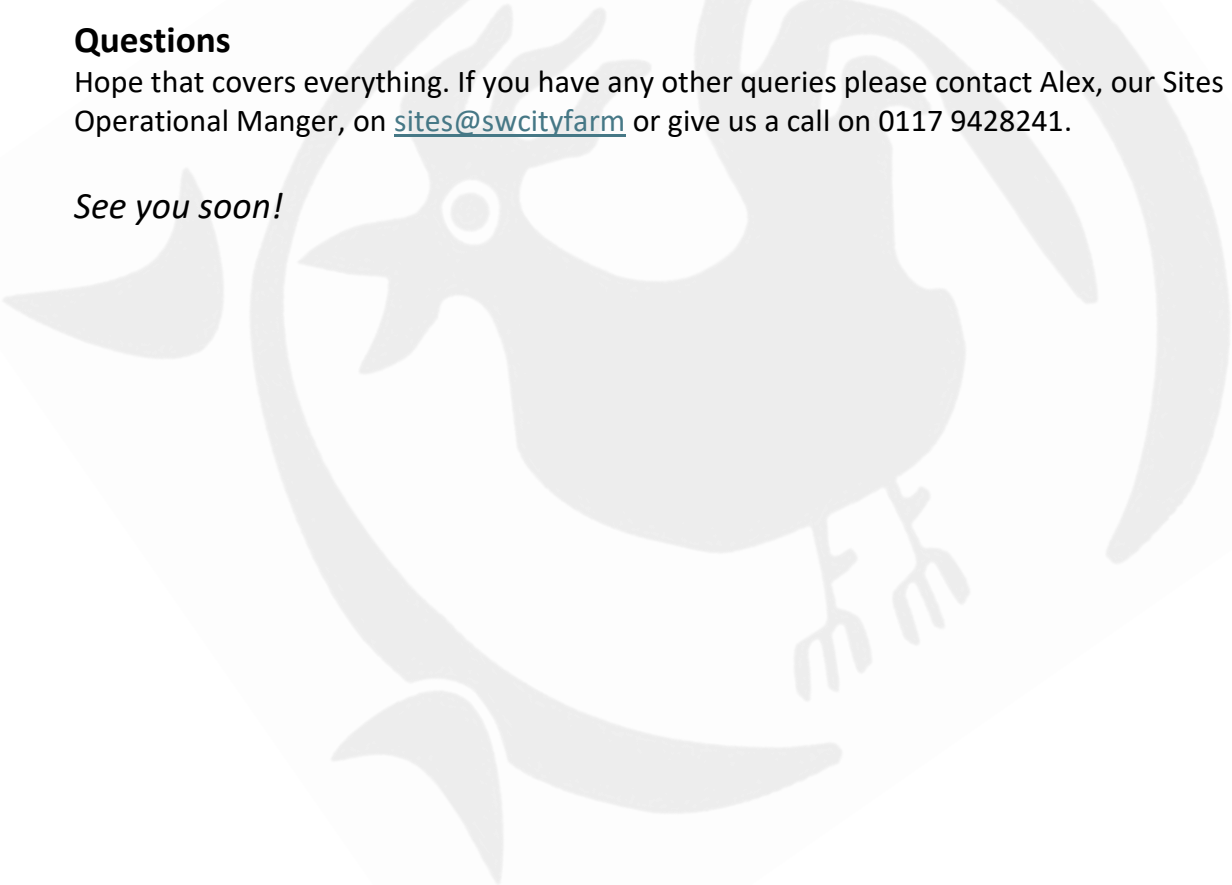 Questions
Hope that covers everything. If you have any other queries please contact Alex, our Sites
Operational Manger, on sites@swcityfarm or give us a call on 0117 9428241.
See you soon!